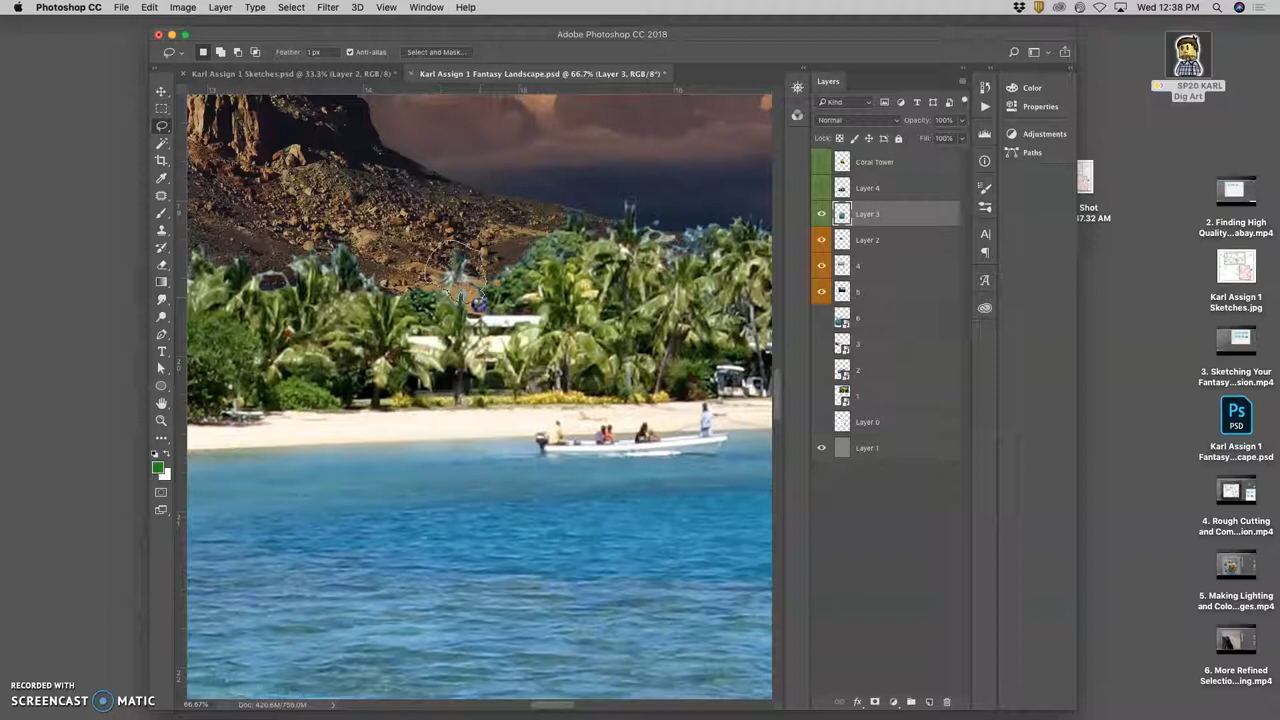 Photoshop CC File Edit Image Layer Type Select Filter 3D View Window Help Wed 12:38 PM
Adobe Photoshop CC 2018
Feather: 1 px Anti-alias Select and Mask...
Karl Assign 1 Sketches.psd @ 33.3% (Layer 2, RGB/8) * Karl Assign 1 Fantasy Landscape.psd @ 66.7% (Layer 3, RGB/8*) *
13 14 15 16
Layers
Kind
Normal Opacity: 100%
Lock: Fill: 100%
Coral Tower
Layer 4
Layer 3
Layer 2
4
5
6
3
2
1
Layer 0
Layer 1
Color
Properties
Adjustments
Paths
SP20 KARL
Dig Art
Shot
17.32 AM
2. Finding High
Quality...abay.mp4
Karl Assign 1
Sketches.jpg
3. Sketching Your
Fantasy...sion.mp4
PSD
Karl Assign 1
Fantasy...cape.psd
4. Rough Cutting
and Com...ion.mp4
5. Making Lighting
and Colo...ges.mp4
6. More Refined
Selectio...ing.mp4
66.67% Doc: 420.6M/756.0M
RECORDED WITH
SCREENCAST MATIC